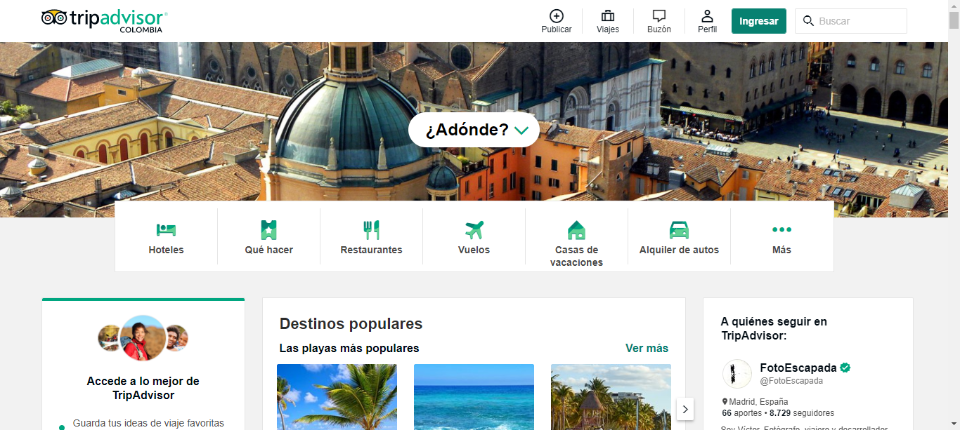 tripadvisor®
COLOMBIA
Publicar
Viajes
Buzón
Perfil
Ingresar
Buscar
¿Adónde?
Hoteles
Qué hacer
Restaurantes
Vuelos
Casas de
vacaciones
Alquiler de autos
Más
Accede a lo mejor de
TripAdvisor
Guarda tus ideas de viaje favoritas
Destinos populares
Las playas más populares
Ver más
A quiénes seguir en
TripAdvisor:
FotoEscapada
@FotoEscapada
Madrid, España
66 aportes • 8.729 seguidores
Soy Víctor. Fotógrafo, viajero y desarrollador